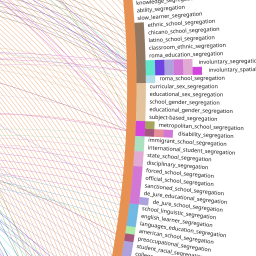 knowledge_segregation
ability_segregation
slow_learner_segregation
ethnic_school_segregation
chicano_school_segregation
latino_school_segregation
classroom_ethnic_segregation
roma_education_segregation
involuntary_segregation
involuntary_spatial
roma_school_segregation
curricular_sex_segregation
educational_sex_segregation
school_gender_segregation
educational_gender_segregation
subject-based_segregation
metropolitan_school_segregation
disability_segregation
immigrant_school_segregation
international_student_segregation
state_school_segregation
disciplinary_segregation
forced_school_segregation
official_school_segregation
sanctioned_school_segregation
de_jure_educational_segregation
de_jure_school_segregation
school_linguistic_segregation
english_learner_segregation
languages_education_segregation
american_school_segregation
preoccupational_segregation
student_racial_segregation